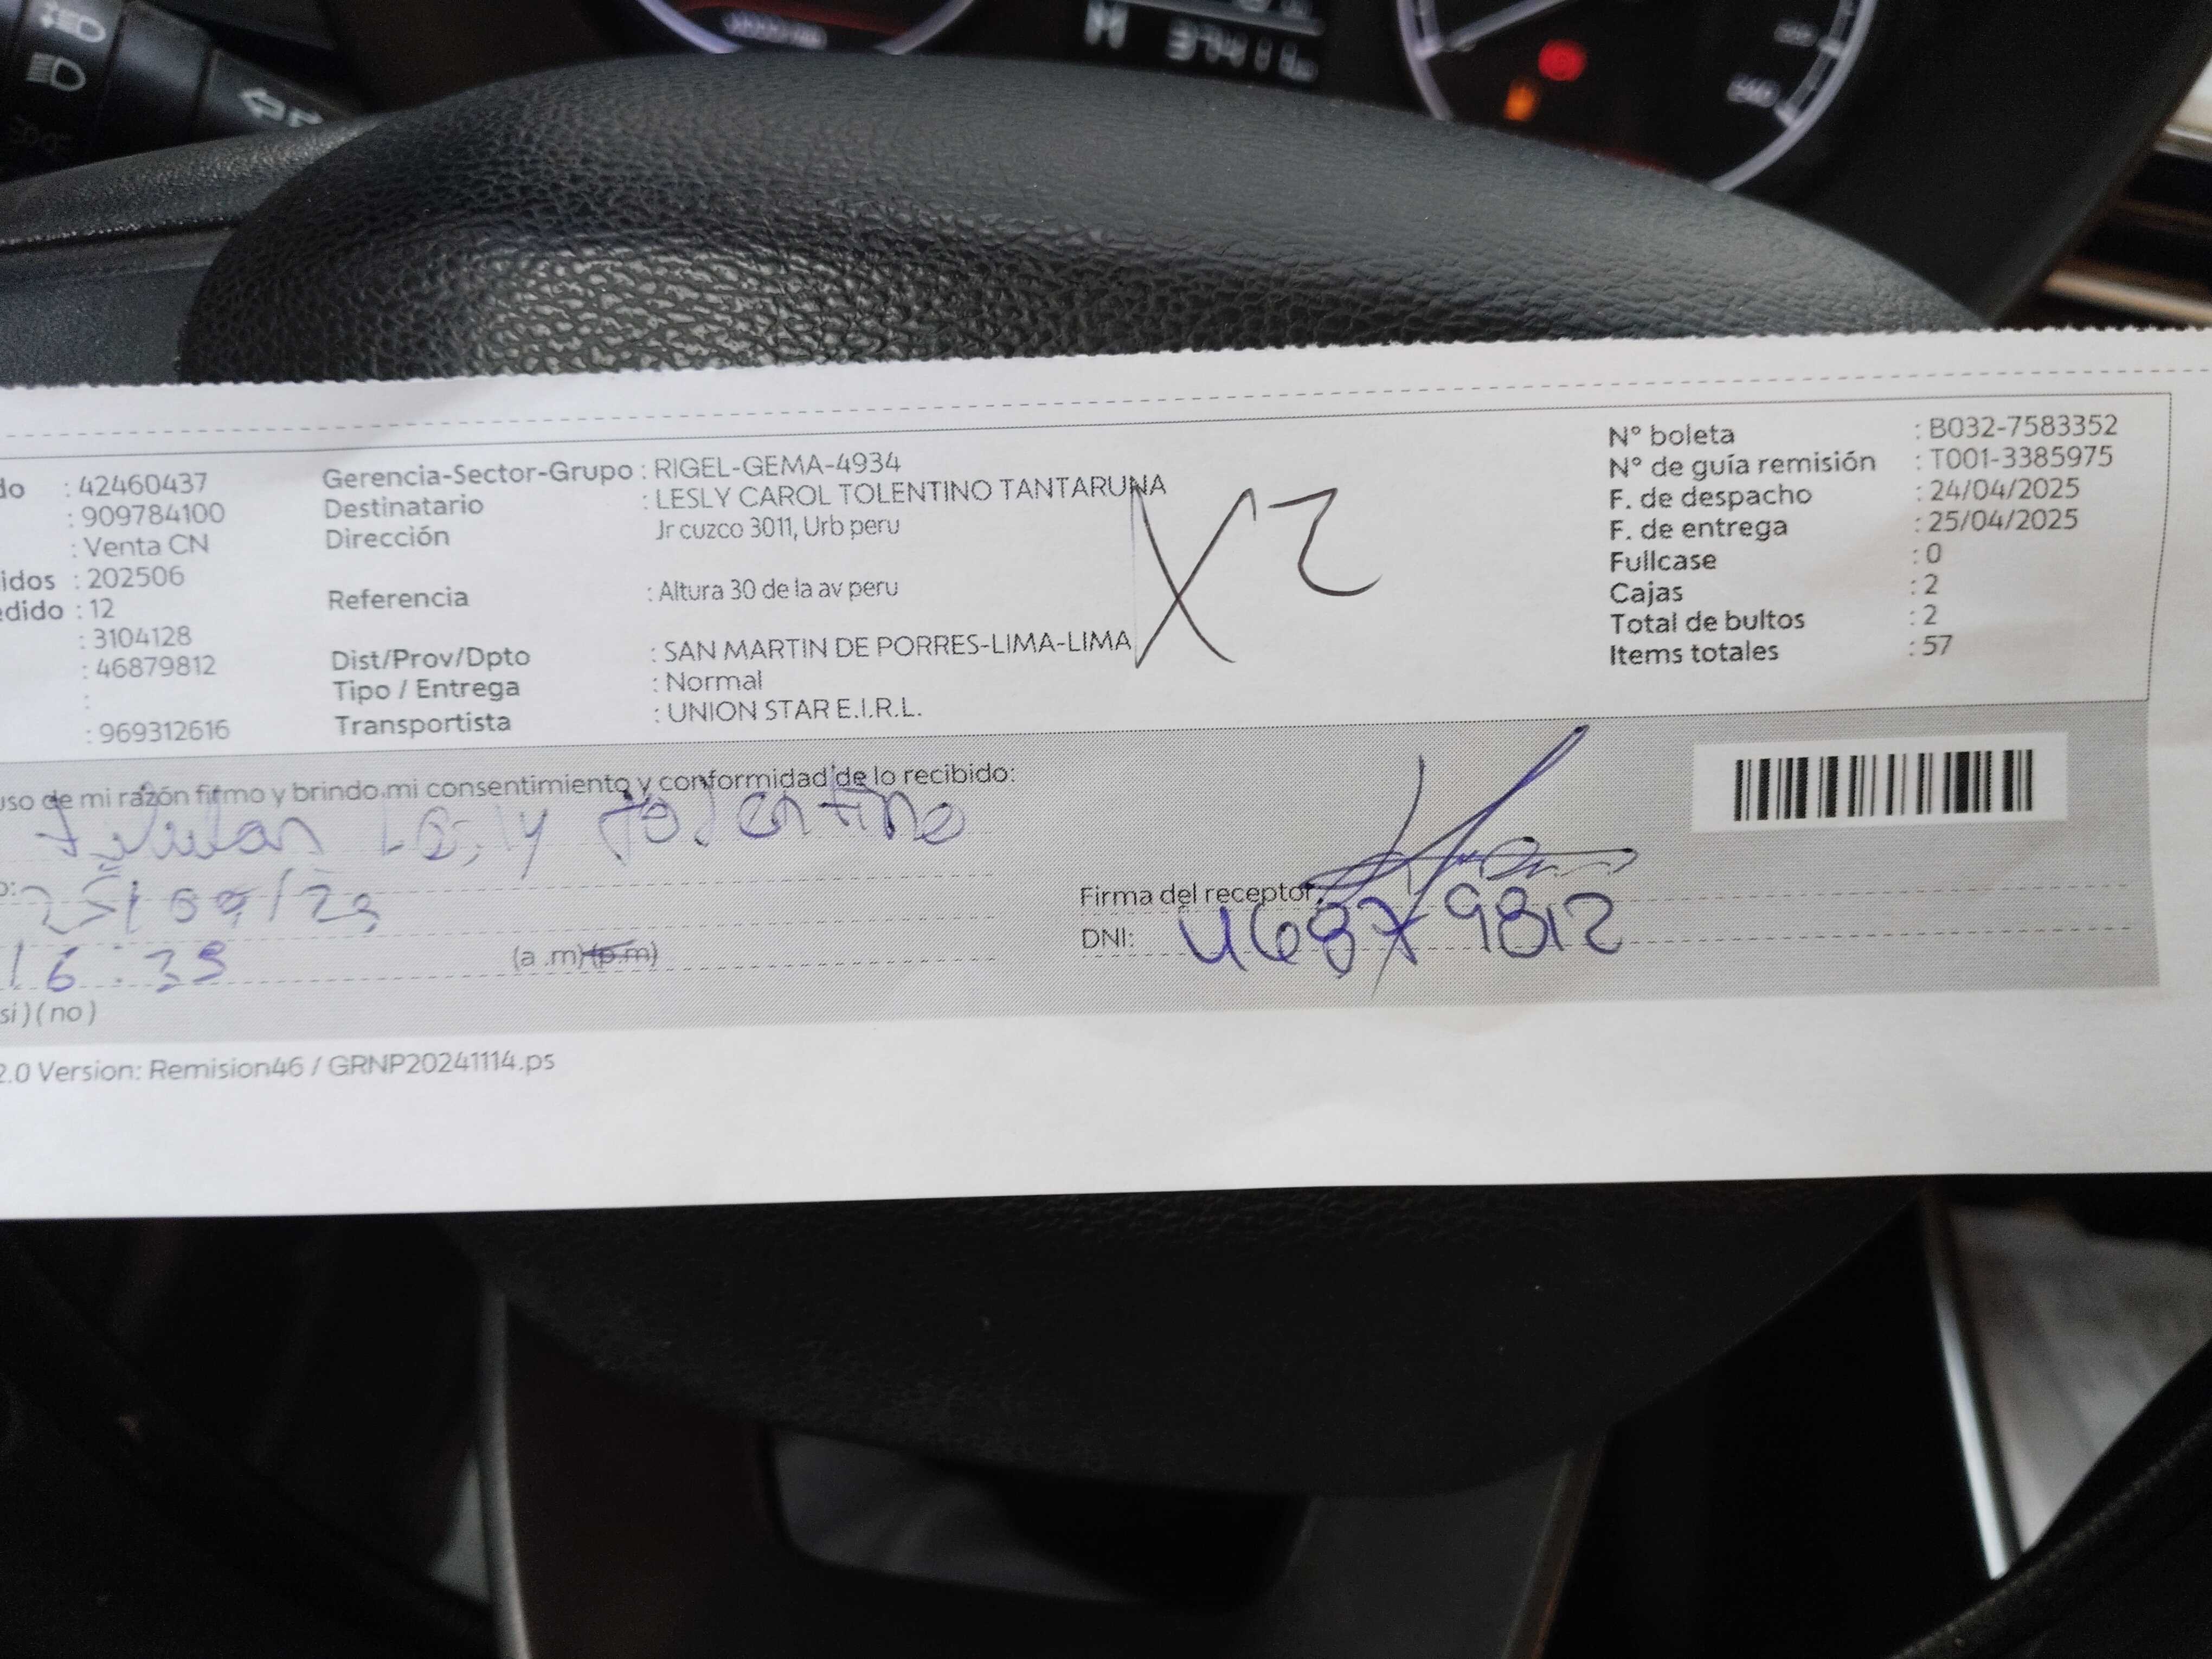 do : 42460437
: 909784100
: Venta CN
idos : 202506
edido : 12
: 3104128
: 46879812
:
: 969312616
Gerencia-Sector-Grupo : RIGEL-GEMA-4934
Destinatario : LESLY CAROL TOLENTINO TANTARUNA
Dirección Jr cuzco 3011, Urb peru
Referencia : Altura 30 de la av peru
Dist/Prov/Dpto : SAN MARTIN DE PORRES-LIMA-LIMA
Tipo / Entrega : Normal
Transportista : UNION STAR E.I.R.L.
X2
N° boleta : B032-7583352
N° de guía remisión : T001-3385975
F. de despacho : 24/04/2025
F. de entrega : 25/04/2025
Fullcase : 0
Cajas : 2
Total de bultos : 2
Items totales : 57
uso de mi razón firmo y brindo mi consentimiento y conformidad de lo recibido:
Lesly Tolentino
16:39
(a .m)(p.m)
si ) ( no )
Firma del receptor
DNI: 46879812
2.0 Version: Remision46 / GRNP20241114.ps